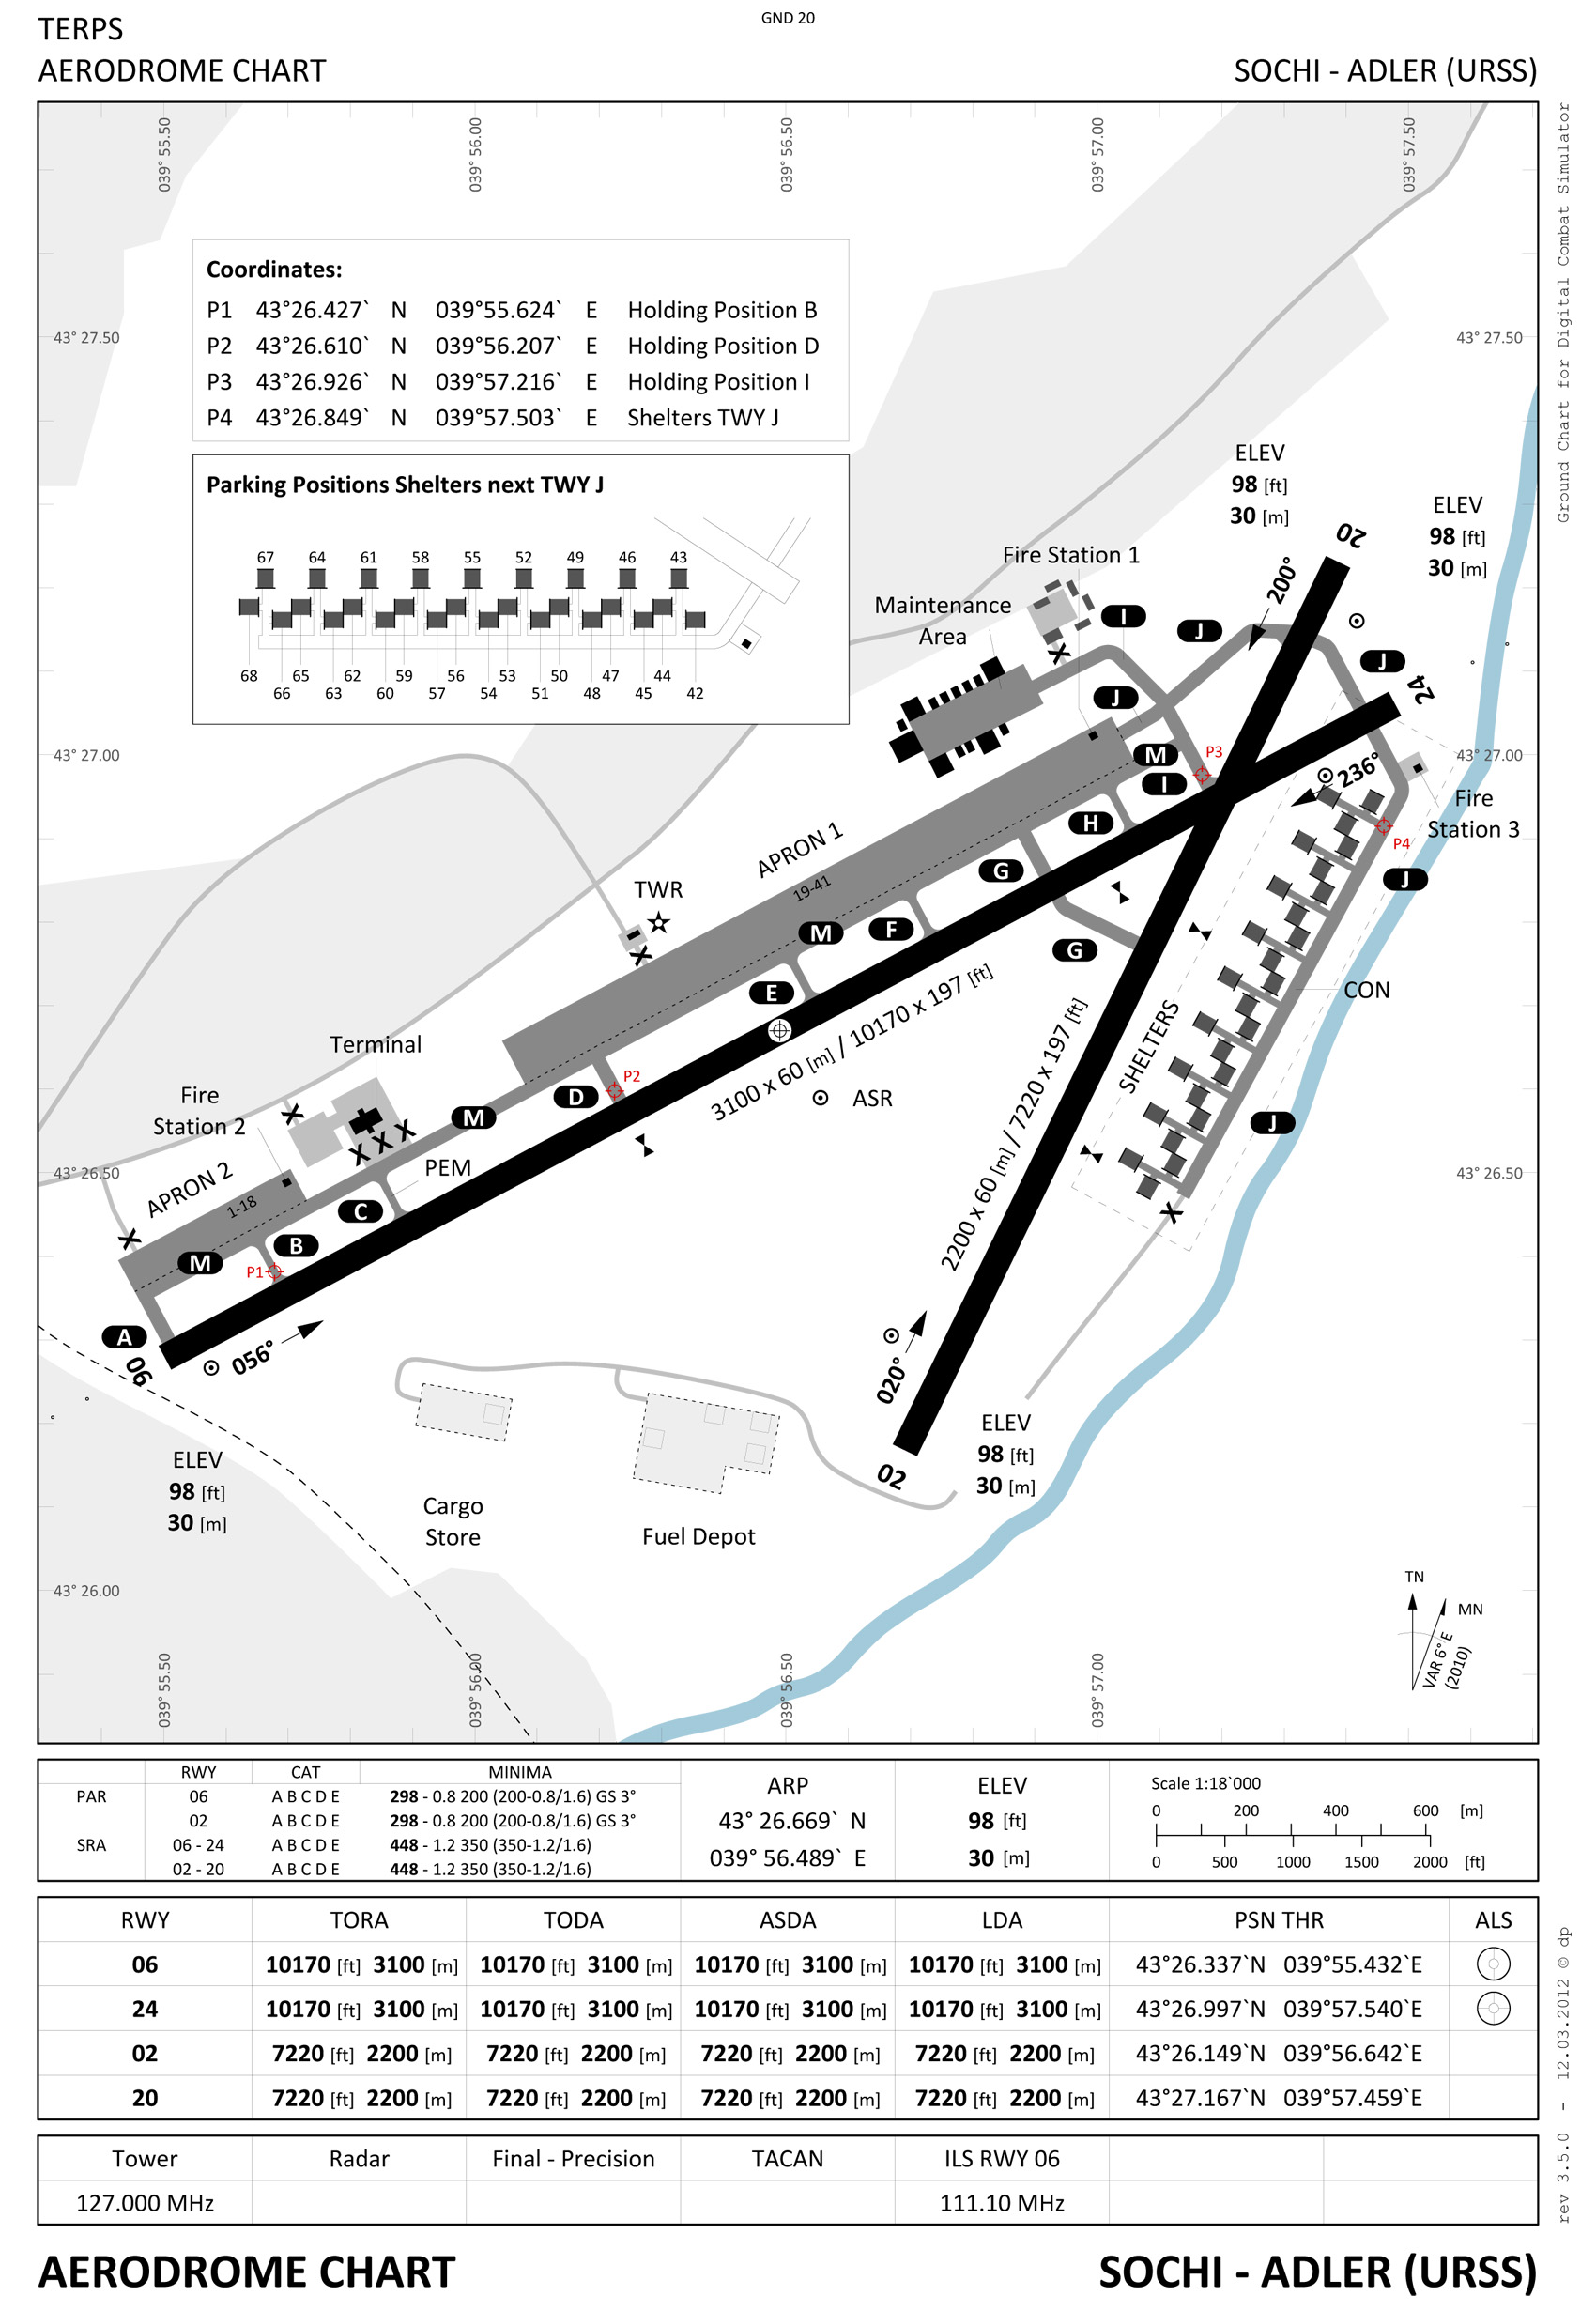 GND 20
TERPS
AERODROME CHART
SOCHI - ADLER (URSS)
Ground Chart for Digital Combat Simulator
039° 55.50
039° 56.00
039° 56.50
039° 57.00
039° 57.50
Coordinates:
P1 43°26.427` N 039°55.624` E Holding Position B
P2 43°26.610` N 039°56.207` E Holding Position D
P3 43°26.926` N 039°57.216` E Holding Position I
P4 43°26.849` N 039°57.503` E Shelters TWY J
43° 27.50
43° 27.50
Parking Positions Shelters next TWY J
67 64 61 58 55 52 49 46 43
68 65 62 59 56 53 50 47 44 42
66 63 60 57 54 51 48 45
ELEV
98 [ft]
30 [m]
ELEV
98 [ft]
30 [m]
20
200°
Fire Station 1
Maintenance
Area
I
J
J
24
J
43° 27.00
43° 27.00
M
P3
I
236°
Fire
Station 3
H
P4
APRON 1
19-41
G
J
TWR
M
F
G
E
CON
3100 x 60 [m] / 10170 x 197 [ft]
SHELTERS
Terminal
P2
D
ASR
2200 x 60 [m] / 7220 x 197 [ft]
Fire
Station 2
M
J
PEM
43° 26.50
43° 26.50
APRON 2
1-18
C
B
M
P1
A
06
056°
020°
ELEV
98 [ft]
30 [m]
02
ELEV
98 [ft]
30 [m]
Cargo
Store
Fuel Depot
43° 26.00
TN
MN
VAR 6° E
(2010)
039° 55.50
039° 56.00
039° 56.50
039° 57.00
RWY CAT MINIMA
PAR 06 A B C D E 298 - 0.8 200 (200-0.8/1.6) GS 3°
02 A B C D E 298 - 0.8 200 (200-0.8/1.6) GS 3°
SRA 06 - 24 A B C D E 448 - 1.2 350 (350-1.2/1.6)
02 - 20 A B C D E 448 - 1.2 350 (350-1.2/1.6)
ARP
43° 26.669` N
039° 56.489` E
ELEV
98 [ft]
30 [m]
Scale 1:18`000
0 200 400 600 [m]
0 500 1000 1500 2000 [ft]
RWY TORA TODA ASDA LDA PSN THR ALS
06 10170 [ft] 3100 [m] 10170 [ft] 3100 [m] 10170 [ft] 3100 [m] 10170 [ft] 3100 [m] 43°26.337`N 039°55.432`E
24 10170 [ft] 3100 [m] 10170 [ft] 3100 [m] 10170 [ft] 3100 [m] 10170 [ft] 3100 [m] 43°26.997`N 039°57.540`E
02 7220 [ft] 2200 [m] 7220 [ft] 2200 [m] 7220 [ft] 2200 [m] 7220 [ft] 2200 [m] 43°26.149`N 039°56.642`E
20 7220 [ft] 2200 [m] 7220 [ft] 2200 [m] 7220 [ft] 2200 [m] 7220 [ft] 2200 [m] 43°27.167`N 039°57.459`E
Tower Radar Final - Precision TACAN ILS RWY 06
127.000 MHz 111.10 MHz
rev 3.5.0 - 12.03.2012 © dp
AERODROME CHART
SOCHI - ADLER (URSS)